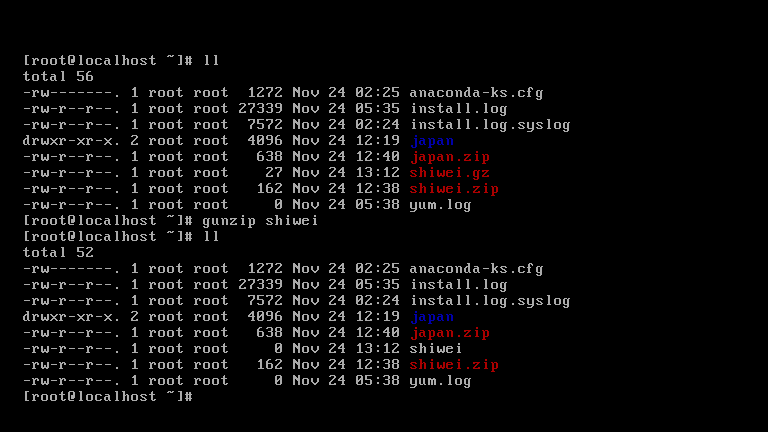 [root@localhost ~]# ll
total 56
-rw-------. 1 root root  1272 Nov 24 02:25 anaconda-ks.cfg
-rw-r--r--. 1 root root 27339 Nov 24 05:35 install.log
-rw-r--r--. 1 root root  7572 Nov 24 02:24 install.log.syslog
drwxr-xr-x. 2 root root  4096 Nov 24 12:19 japan
-rw-r--r--. 1 root root   638 Nov 24 12:40 japan.zip
-rw-r--r--. 1 root root    27 Nov 24 13:12 shiwei.gz
-rw-r--r--. 1 root root   162 Nov 24 12:38 shiwei.zip
-rw-r--r--. 1 root root     0 Nov 24 05:38 yum.log
[root@localhost ~]# gunzip shiwei
[root@localhost ~]# ll
total 52
-rw-------. 1 root root  1272 Nov 24 02:25 anaconda-ks.cfg
-rw-r--r--. 1 root root 27339 Nov 24 05:35 install.log
-rw-r--r--. 1 root root  7572 Nov 24 02:24 install.log.syslog
drwxr-xr-x. 2 root root  4096 Nov 24 12:19 japan
-rw-r--r--. 1 root root   638 Nov 24 12:40 japan.zip
-rw-r--r--. 1 root root     0 Nov 24 13:12 shiwei
-rw-r--r--. 1 root root   162 Nov 24 12:38 shiwei.zip
-rw-r--r--. 1 root root     0 Nov 24 05:38 yum.log
[root@localhost ~]#